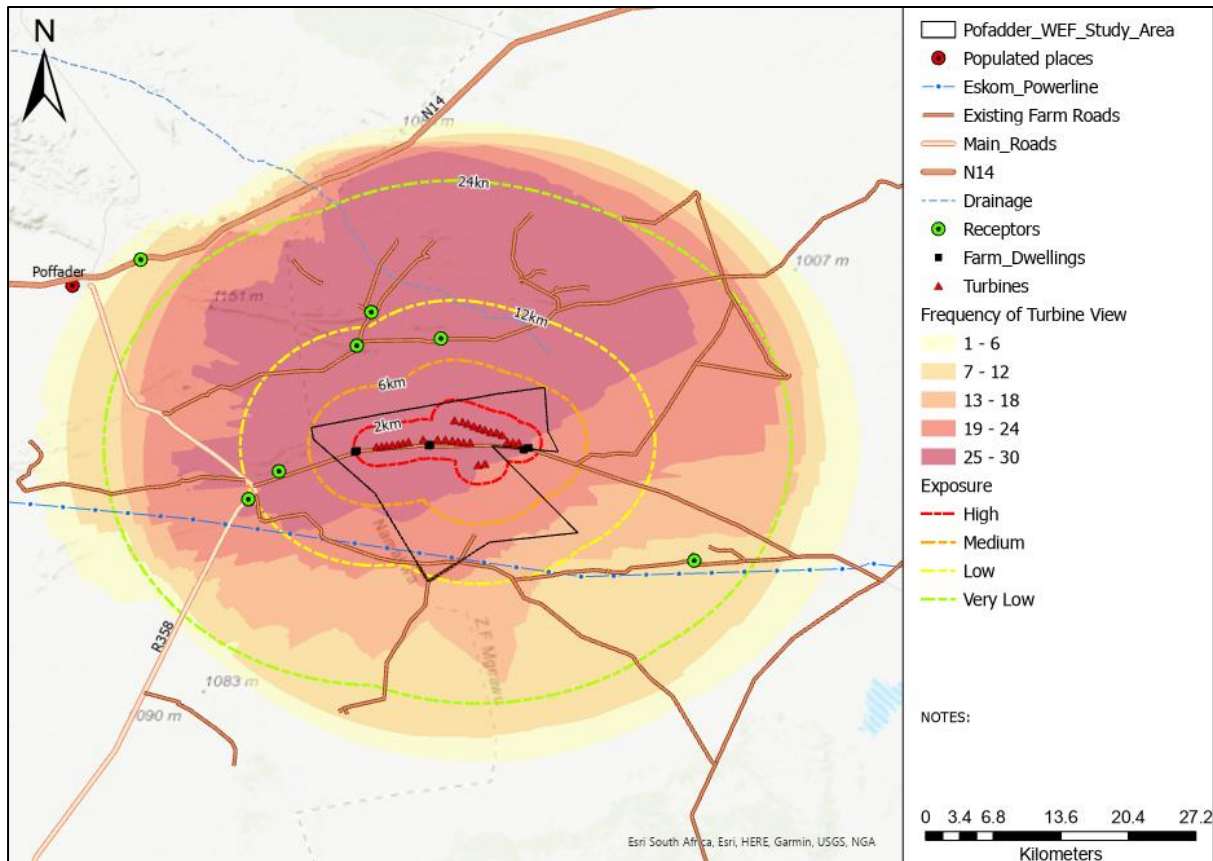 N
N14
1007 m
24kn
Poffader
1151 m
12km
6km
2km
R358
Z.F Mgcawu
1083 m
Esri South Africa, Esri, HERE, Garmin, USGS, NGA
Pofadder_WEF_Study_Area
Populated places
Eskom_Powerline
Existing Farm Roads
Main_Roads
N14
Drainage
Receptors
Farm_Dwellings
Turbines
Frequency of Turbine View
1 - 6
7 - 12
13 - 18
19 - 24
25 - 30
Exposure
High
Medium
Low
Very Low
NOTES:
0 3.4 6.8 13.6 20.4 27.2
Kilometers